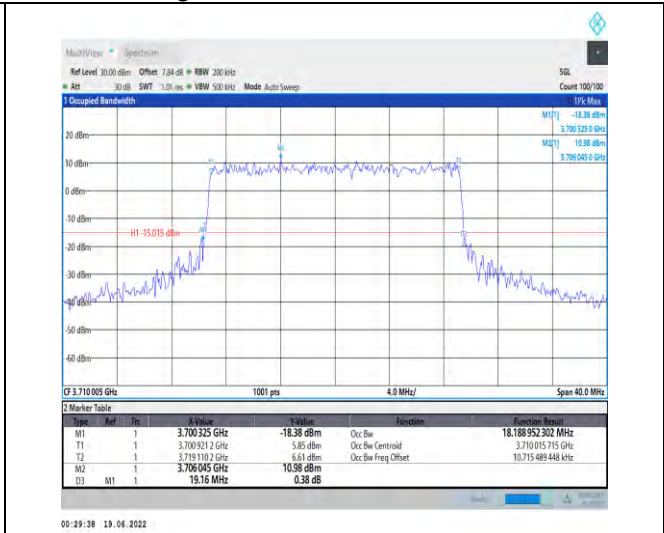 MultiView Spectrum
Ref Level 30.00 dBm Offset 7.84 dB RBW 200 kHz SGL
Att 30 dB SWT 1.01 ms VBW 500 kHz Mode Auto Sweep Count 100/100
1 Occupied Bandwidth 1Pk Max
M1[1] -18.38 dBm
3.700 325 0 GHz
M2[1] 10.98 dBm
3.706 045 0 GHz
20 dBm
M2
10 dBm
T1
T2
0 dBm
-10 dBm
H1 -15.015 dBm
M1
-20 dBm
-30 dBm
-40 dBm
-50 dBm
-60 dBm
CF 3.710 005 GHz 1001 pts 4.0 MHz/ Span 40.0 MHz
2 Marker Table
Type Ref Trc X-Value Y-Value Function Function Result
M1 1 3.700325 GHz -18.38 dBm Occ Bw 18.188 952 302 MHz
T1 1 3.700 921 2 GHz 5.85 dBm Occ Bw Centroid 3.710 015 715 GHz
T2 1 3.719 110 2 GHz 6.61 dBm Occ Bw Freq Offset 10.715 489 448 kHz
M2 1 3.706045 GHz 10.98 dBm
D3 M1 1 19.16 MHz 0.38 dB
00:29:38 19.06.2022